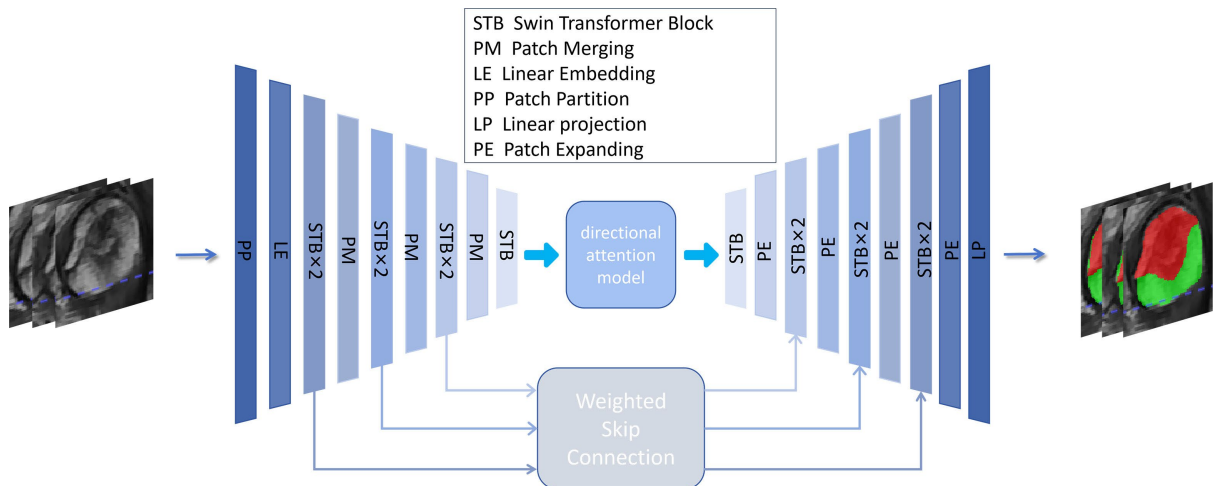 STB Swin Transformer Block
PM Patch Merging
LE Linear Embedding
PP Patch Partition
LP Linear projection
PE Patch Expanding
PP
LE
STB×2
PM
STB×2
PM
STB×2
PM
STB
directional
attention
model
STB
PE
STB×2
PE
STB×2
PE
STB×2
PE
LP
Weighted
Skip
Connection